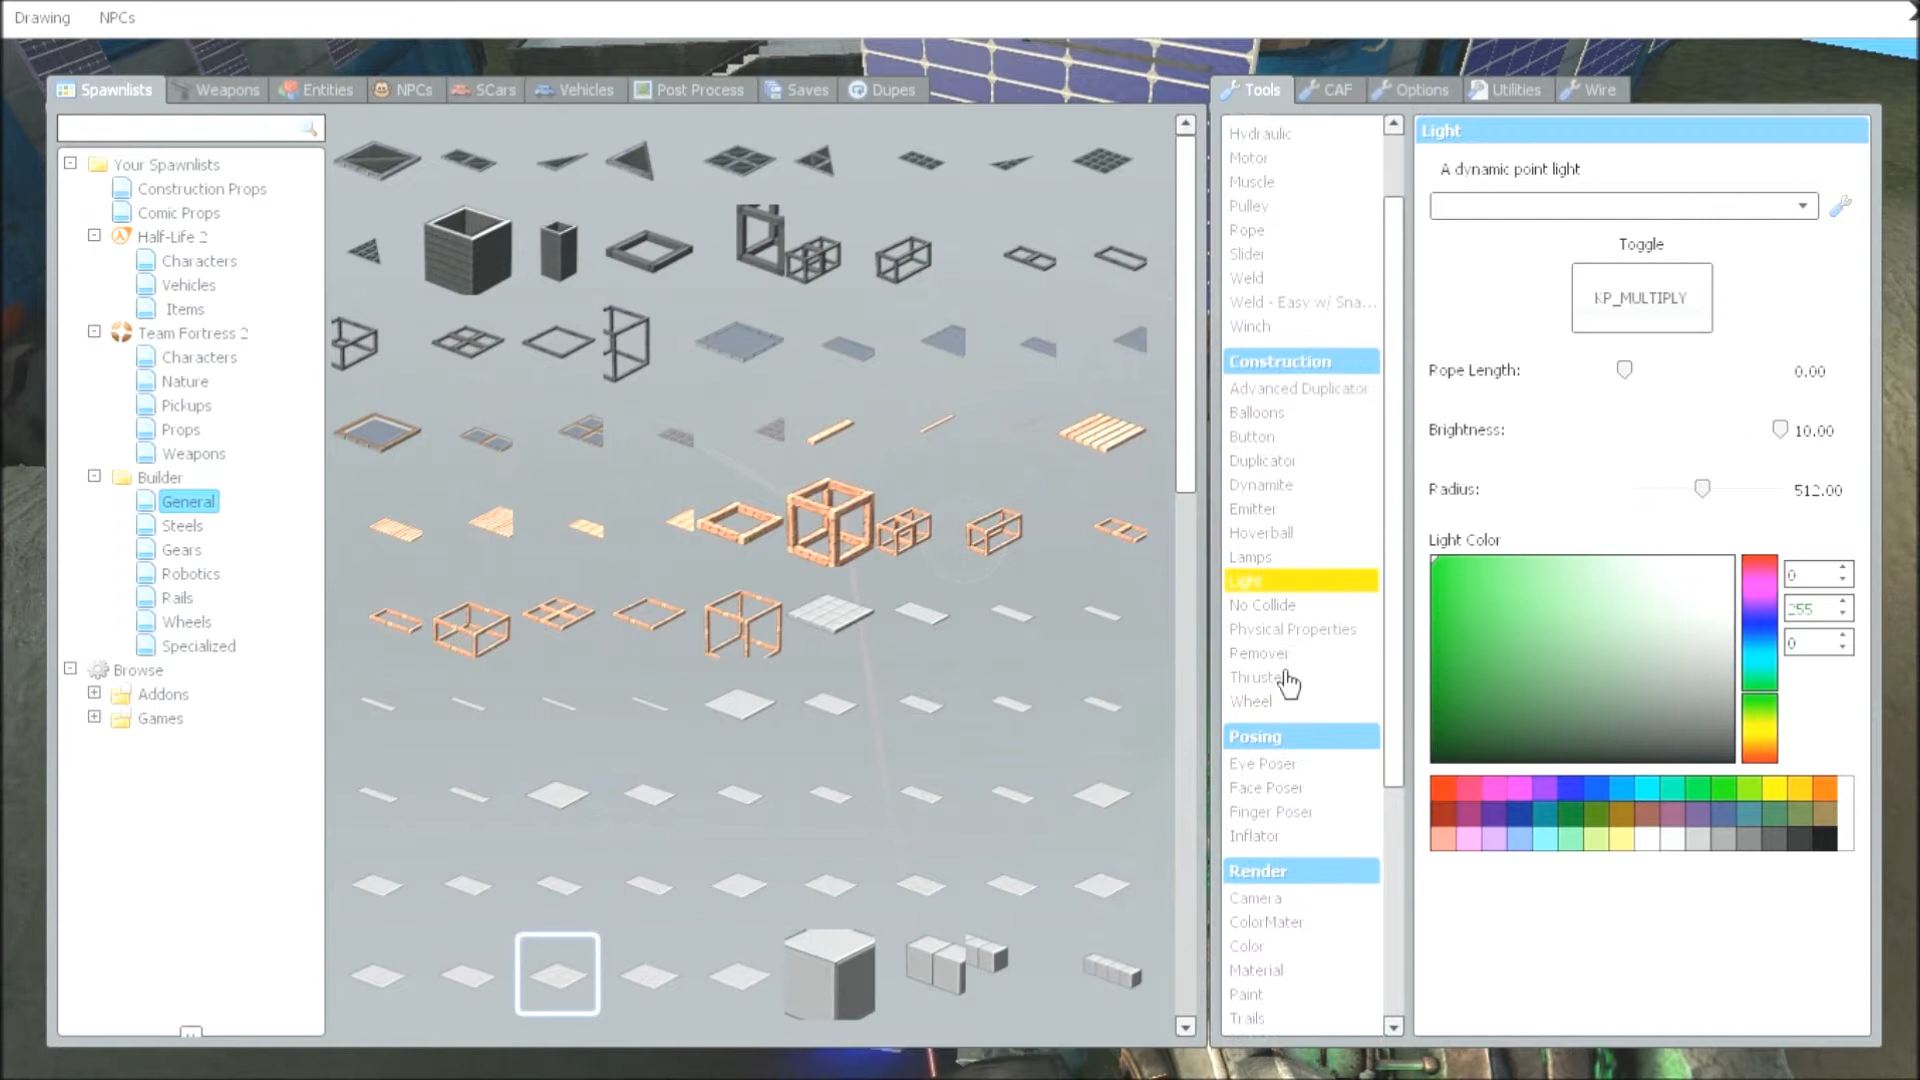 Drawing NPCs
Spawnlists Weapons Entities NPCs SCars Vehicles Post Process Saves Dupes
Tools CAF Options Utilities Wire
Your Spawnlists
Construction Props
Comic Props
Half-Life 2
Characters
Vehicles
Items
Team Fortress 2
Characters
Nature
Pickups
Props
Weapons
Builder
General
Steels
Gears
Robotics
Rails
Wheels
Specialized
Browse
Addons
Games
Hydraulic
Motor
Muscle
Pulley
Rope
Slider
Weld
Weld - Easy w/ Sna...
Winch
Construction
Advanced Duplicator
Balloons
Button
Duplicator
Dynamite
Emitter
Hoverball
Lamps
Light
No Collide
Physical Properties
Remover
Thruste
Wheel
Posing
Eye Poser
Face Poser
Finger Poser
Inflator
Render
Camera
ColorMater
Color
Material
Paint
Trails
Light
A dynamic point light
Toggle
KP_MULTIPLY
Rope Length: 0.00
Brightness: 10.00
Radius: 512.00
Light Color
0
255
0